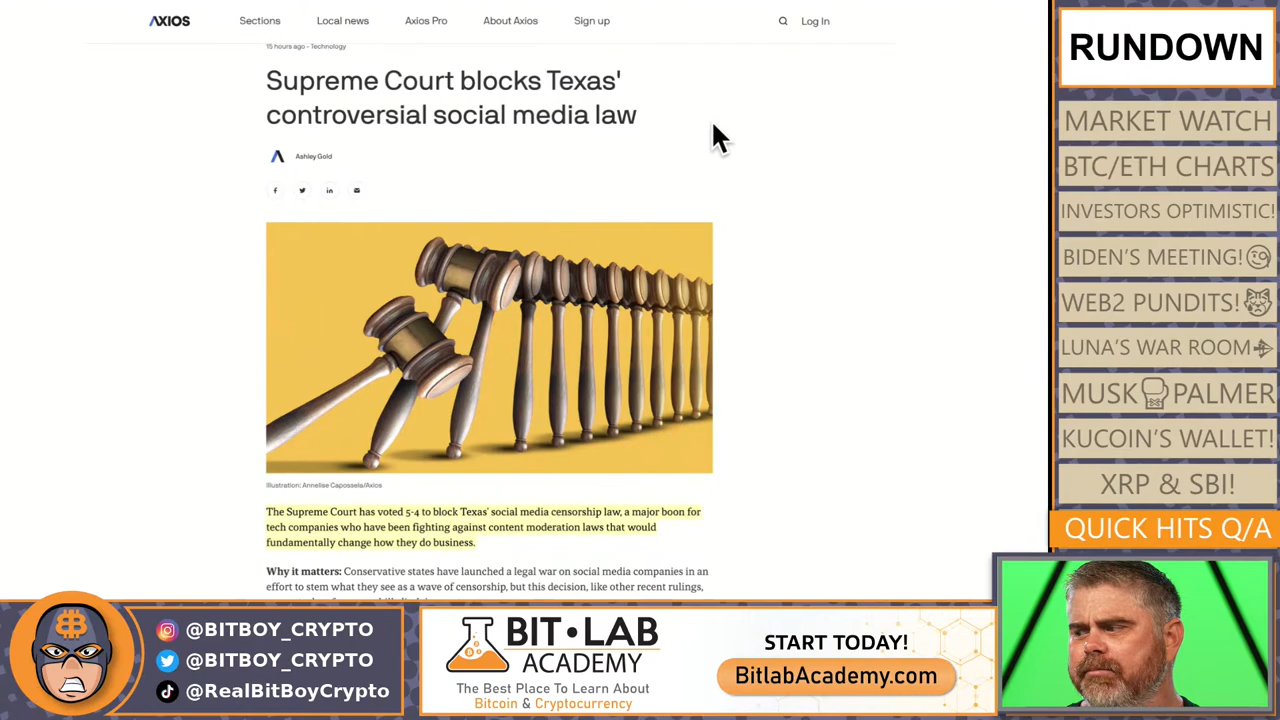 AXIOS
Sections
Local news
Axios Pro
About Axios
Sign up
Log In
15 hours ago - Technology
Supreme Court blocks Texas'
controversial social media law
Ashley Gold
Illustration: Annelise Capossela/Axios
The Supreme Court has voted 5-4 to block Texas' social media censorship law, a major boon for
tech companies who have been fighting against content moderation laws that would
fundamentally change how they do business.
Why it matters: Conservative states have launched a legal war on social media companies in an
effort to stem what they see as a wave of censorship, but this decision, like other recent rulings,
RUNDOWN
MARKET WATCH
BTC/ETH CHARTS
INVESTORS OPTIMISTIC!
BIDEN'S MEETING!
WEB2 PUNDITS!
LUNA'S WAR ROOM
MUSK PALMER
KUCOIN'S WALLET!
XRP & SBI!
QUICK HITS Q/A
@BITBOY_CRYPTO
@BITBOY_CRYPTO
@RealBitBoyCrypto
BIT•LAB
ACADEMY
The Best Place To Learn About
Bitcoin & Cryptocurrency
START TODAY!
BitlabAcademy.com